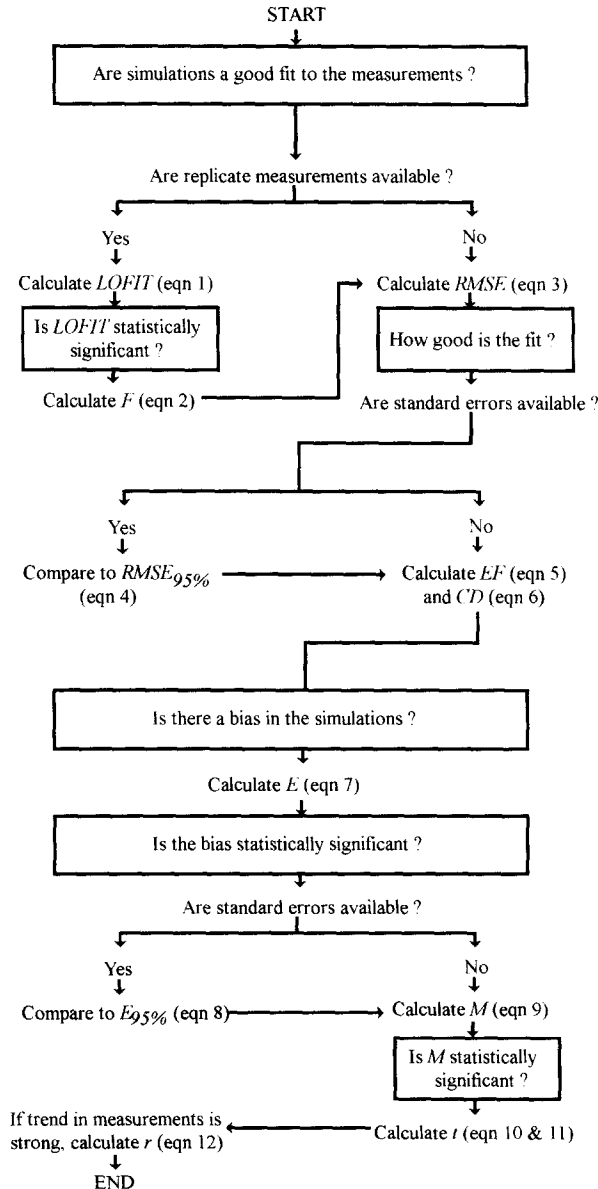 START
Are simulations a good fit to the measurements ?
Are replicate measurements available ?
Yes
No
Calculate LOFIT (eqn 1)
Calculate RMSE (eqn 3)
Is LOFIT statistically
significant ?
How good is the fit ?
Calculate F (eqn 2)
Are standard errors available ?
Yes
No
Compare to RMSE95%
(eqn 4)
Calculate EF (eqn 5)
and CD (eqn 6)
Is there a bias in the simulations ?
Calculate E (eqn 7)
Is the bias statistically significant ?
Are standard errors available ?
Yes
No
Compare to E95% (eqn 8)
Calculate M (eqn 9)
Is M statistically
significant ?
Calculate t (eqn 10 & 11)
If trend in measurements is
strong, calculate r (eqn 12)
END